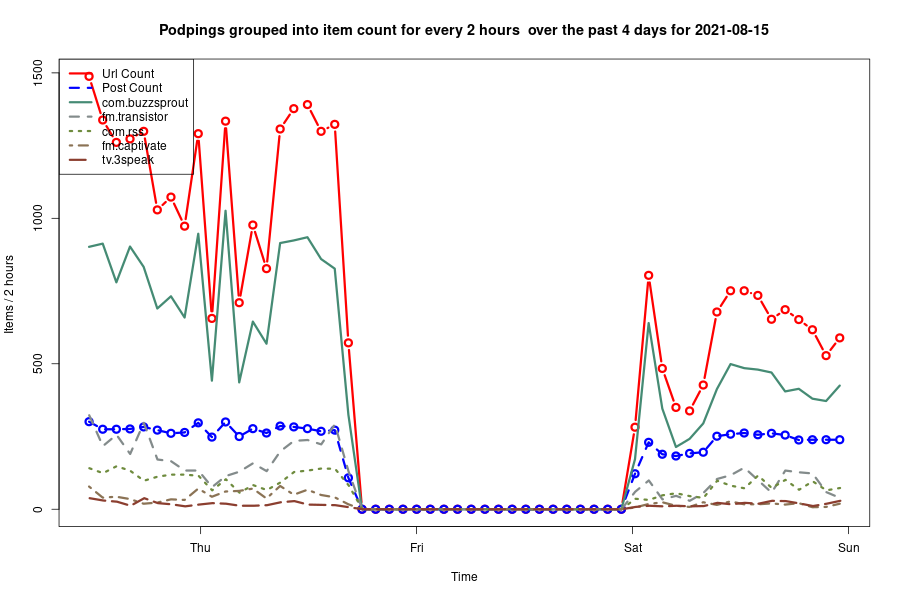 Podpings grouped into item count for every 2 hours  over the past 4 days for 2021-08-15
Items / 2 hours
1500
1000
500
0
Url Count
Post Count
com.buzzsprout
fm.transistor
com.rss
fm.captivate
tv.3speak
Thu
Fri
Sat
Sun
Time